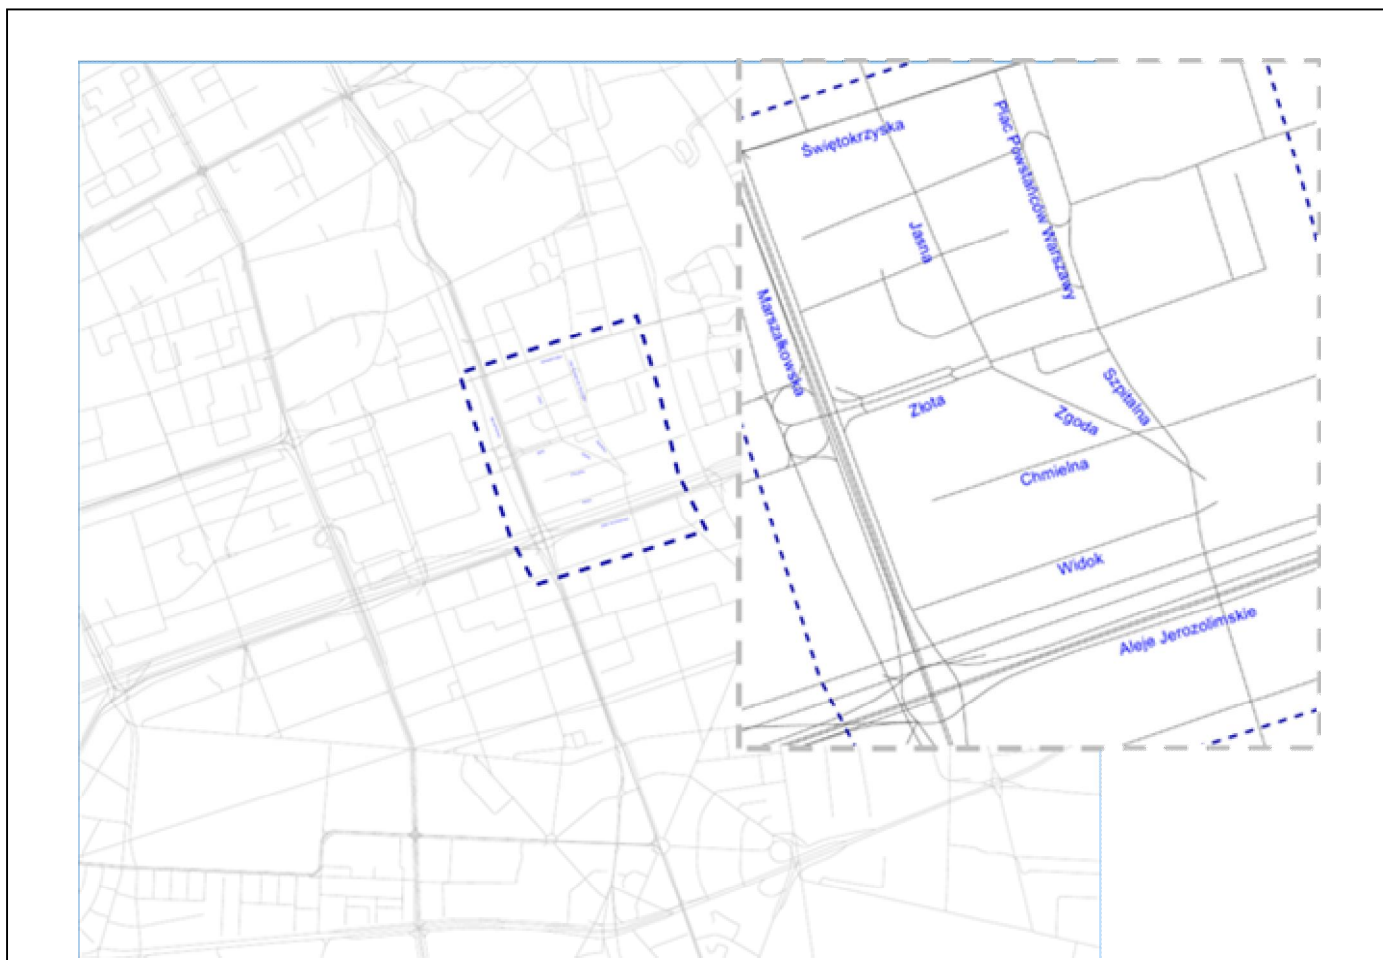 Świętokrzyska
Plac Powstańców Warszawy
Jasna
Marszałkowska
Złota
Zgoda
Szpitalna
Chmielna
Widok
Aleje Jerozolimskie